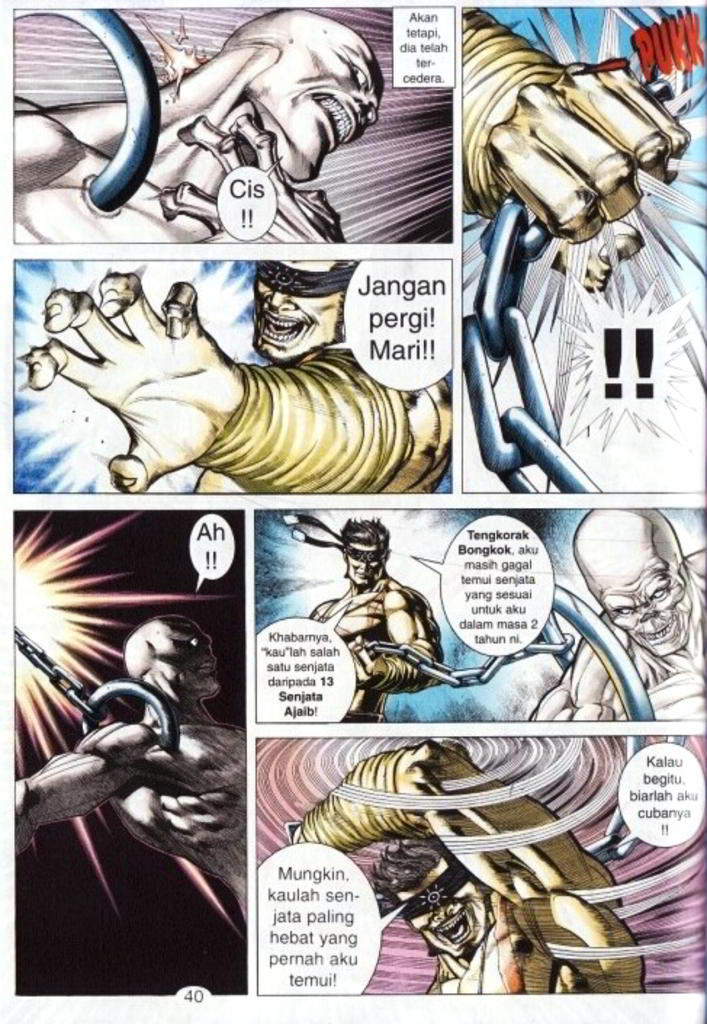 Akan
tetapi,
dia telah
ter-
cedera.
Cis
!!
PUKK
!!
Jangan
pergi!
Mari!!
Ah
!!
Tengkorak
Bongkok, aku
masih gagal
temui senjata
yang sesuai
untuk aku
dalam masa 2
tahun ni.
Khabarnya,
"kau"lah salah
satu senjata
daripada 13
Senjata
Ajaib!
Kalau
begitu,
biarlah aku
cubanya
!!
Mungkin,
kaulah sen-
jata paling
hebat yang
pernah aku
temui!
40